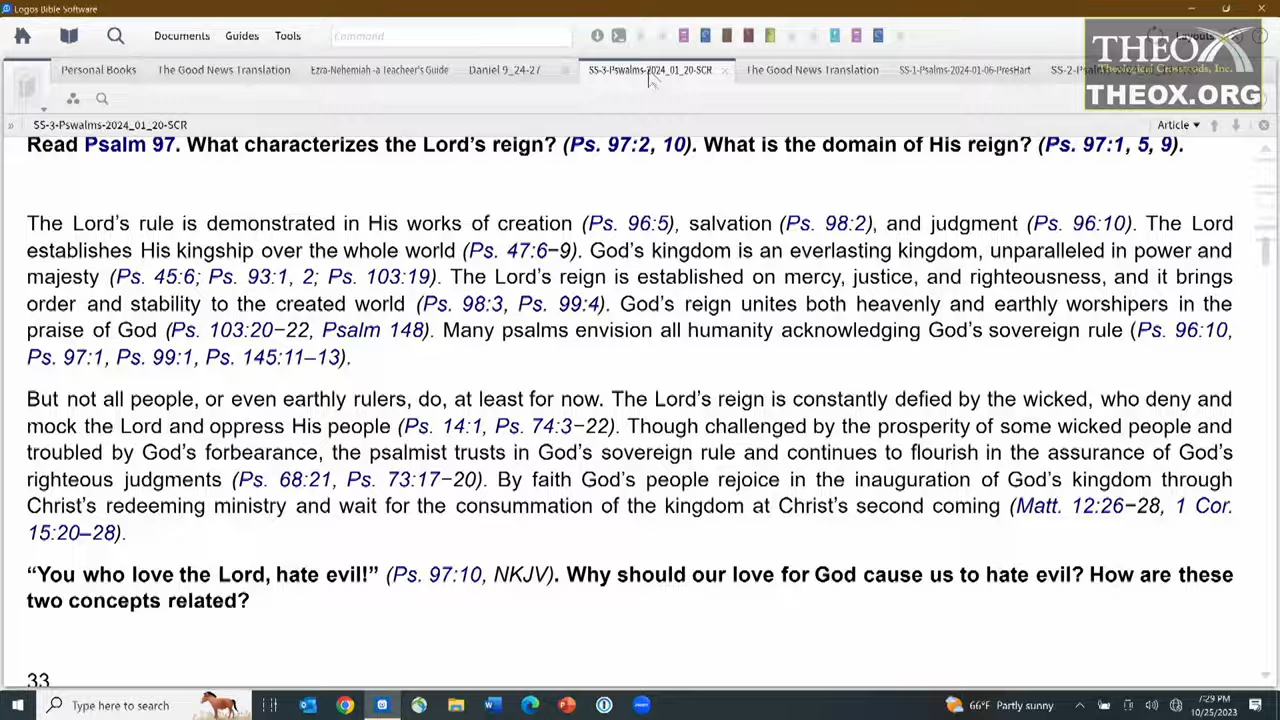 Logos Bible Software
Documents Guides Tools Command
Layouts
THEOX
Theological Crossroads, Inc.
THEOX.ORG
Personal Books The Good News Translation Ezra-Nehemiah Daniel 9_24-27 SS-3-Pswalms-2024_01_20-SCR The Good News Translation SS-1-Psalms-2024-01-06-PresHart
SS-3-Pswalms-2024_01_20-SCR Article
Read Psalm 97. What characterizes the Lord's reign? (Ps. 97:2, 10). What is the domain of His reign? (Ps. 97:1, 5, 9).
The Lord's rule is demonstrated in His works of creation (Ps. 96:5), salvation (Ps. 98:2), and judgment (Ps. 96:10). The Lord
establishes His kingship over the whole world (Ps. 47:6–9). God's kingdom is an everlasting kingdom, unparalleled in power and
majesty (Ps. 45:6; Ps. 93:1, 2; Ps. 103:19). The Lord's reign is established on mercy, justice, and righteousness, and it brings
order and stability to the created world (Ps. 98:3, Ps. 99:4). God's reign unites both heavenly and earthly worshipers in the
praise of God (Ps. 103:20–22, Psalm 148). Many psalms envision all humanity acknowledging God's sovereign rule (Ps. 96:10,
Ps. 97:1, Ps. 99:1, Ps. 145:11–13).
But not all people, or even earthly rulers, do, at least for now. The Lord's reign is constantly defied by the wicked, who deny and
mock the Lord and oppress His people (Ps. 14:1, Ps. 74:3–22). Though challenged by the prosperity of some wicked people and
troubled by God's forbearance, the psalmist trusts in God's sovereign rule and continues to flourish in the assurance of God's
righteous judgments (Ps. 68:21, Ps. 73:17–20). By faith God's people rejoice in the inauguration of God's kingdom through
Christ's redeeming ministry and wait for the consummation of the kingdom at Christ's second coming (Matt. 12:26–28, 1 Cor.
15:20–28).
“You who love the Lord, hate evil!” (Ps. 97:10, NKJV). Why should our love for God cause us to hate evil? How are these
two concepts related?
33
Type here to search 66°F Partly sunny 7:29 PM
10/25/2023